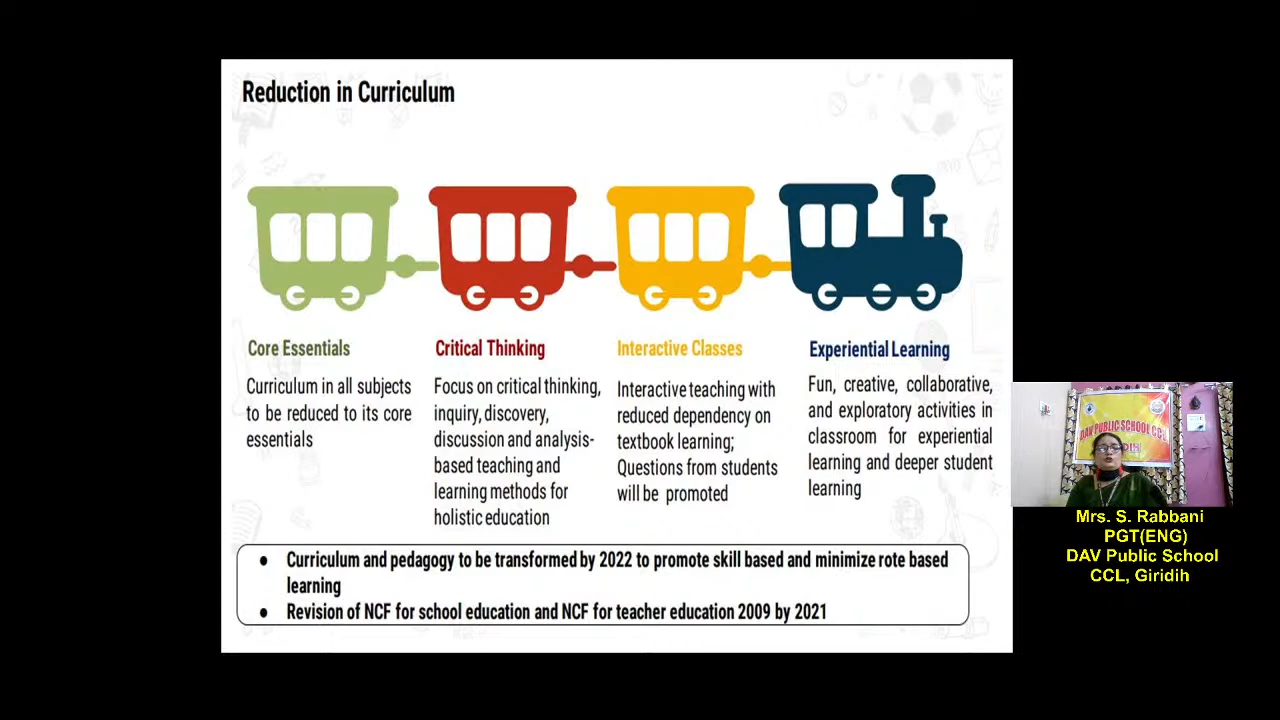 Reduction in Curriculum
Core Essentials
Curriculum in all subjects
to be reduced to its core
essentials
Critical Thinking
Focus on critical thinking,
inquiry, discovery,
discussion and analysis-
based teaching and
learning methods for
holistic education
Interactive Classes
Interactive teaching with
reduced dependency on
textbook learning;
Questions from students
will be promoted
Experiential Learning
Fun, creative, collaborative,
and exploratory activities in
classroom for experiential
learning and deeper student
learning
● Curriculum and pedagogy to be transformed by 2022 to promote skill based and minimize rote based
learning
● Revision of NCF for school education and NCF for teacher education 2009 by 2021
DAV PUBLIC SCHOOL CCL
Mrs. S. Rabbani
PGT(ENG)
DAV Public School
CCL, Giridih